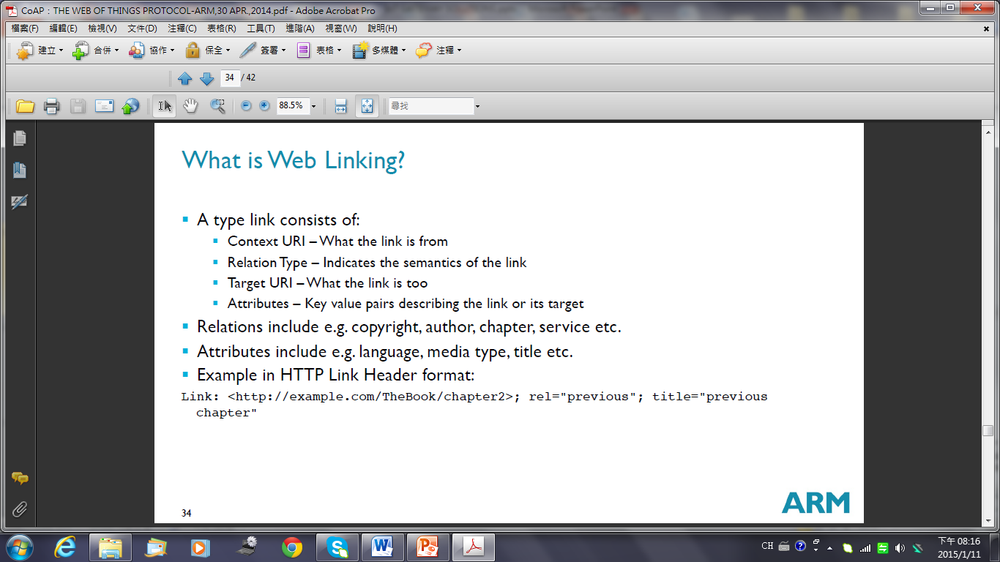 CoAP : THE WEB OF THINGS PROTOCOL-ARM,30 APR.,2014.pdf - Adobe Acrobat Pro
檔案(F) 編輯(E) 檢視(V) 文件(D) 注釋(C) 表格(R) 工具(T) 進階(A) 視窗(W) 說明(H)
建立 合併 協作 保全 簽署 表格 多媒體 注釋
34 / 42
88.5% 尋找
What is Web Linking?
A type link consists of:
Context URI – What the link is from
Relation Type – Indicates the semantics of the link
Target URI – What the link is too
Attributes – Key value pairs describing the link or its target
Relations include e.g. copyright, author, chapter, service etc.
Attributes include e.g. language, media type, title etc.
Example in HTTP Link Header format:
Link: <http://example.com/TheBook/chapter2>; rel="previous"; title="previous
chapter"
34
ARM
CH
下午 08:16
2015/1/11